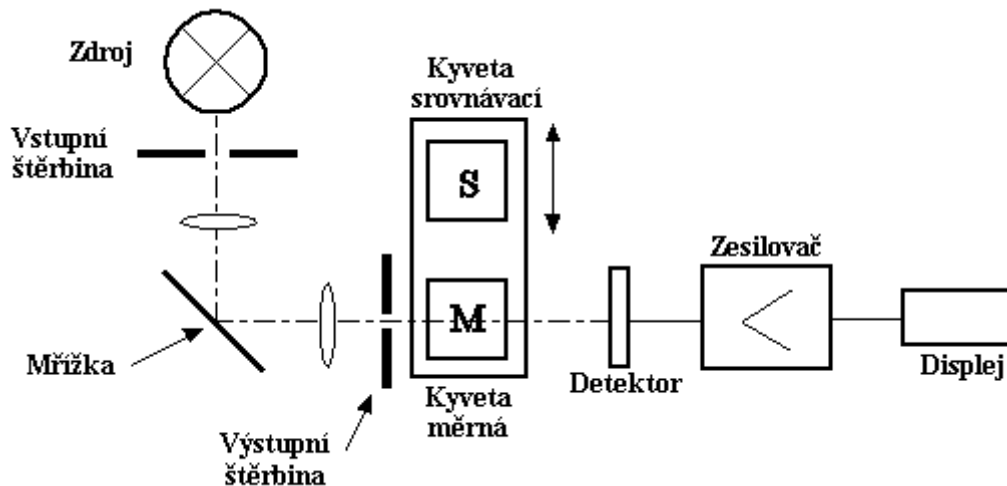 Zdroj
Vstupní
štěrbina
Mřížka
Výstupní
štěrbina
Kyveta
srovnávací
S
M
Kyveta
měrná
Detektor
Zesilovač
Displej